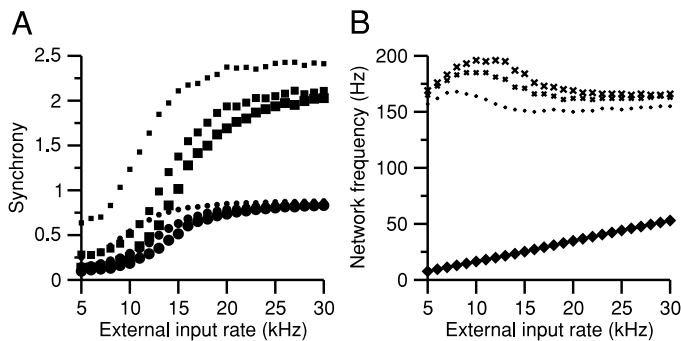 A
Synchrony
2.5
2
1.5
1
0.5
0
5 10 15 20 25 30
External input rate (kHz)
B
Network frequency (Hz)
200
150
100
50
0
5 10 15 20 25 30
External input rate (kHz)